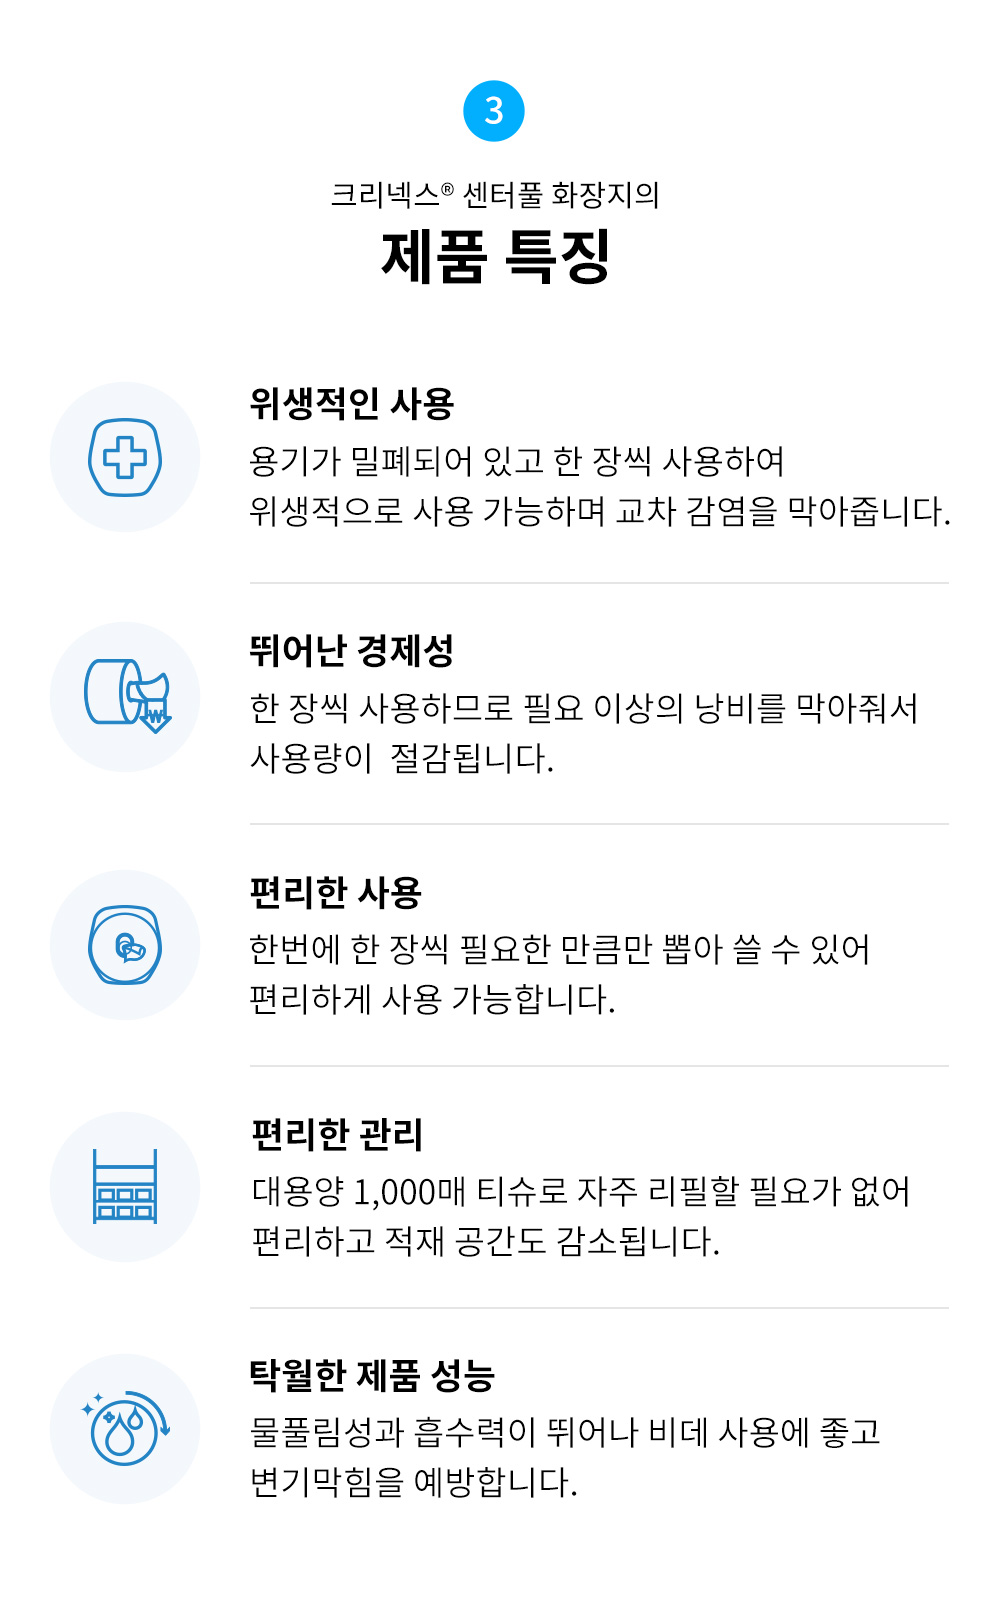 3
크리넥스® 센터풀 화장지의
제품 특징
위생적인 사용
용기가 밀폐되어 있고 한 장씩 사용하여
위생적으로 사용 가능하며 교차 감염을 막아줍니다.
뛰어난 경제성
한 장씩 사용하므로 필요 이상의 낭비를 막아줘서
사용량이  절감됩니다.
편리한 사용
한번에 한 장씩 필요한 만큼만 뽑아 쓸 수 있어
편리하게 사용 가능합니다.
편리한 관리
대용양 1,000매 티슈로 자주 리필할 필요가 없어
편리하고 적재 공간도 감소됩니다.
탁월한 제품 성능
물풀림성과 흡수력이 뛰어나 비데 사용에 좋고
변기막힘을 예방합니다.